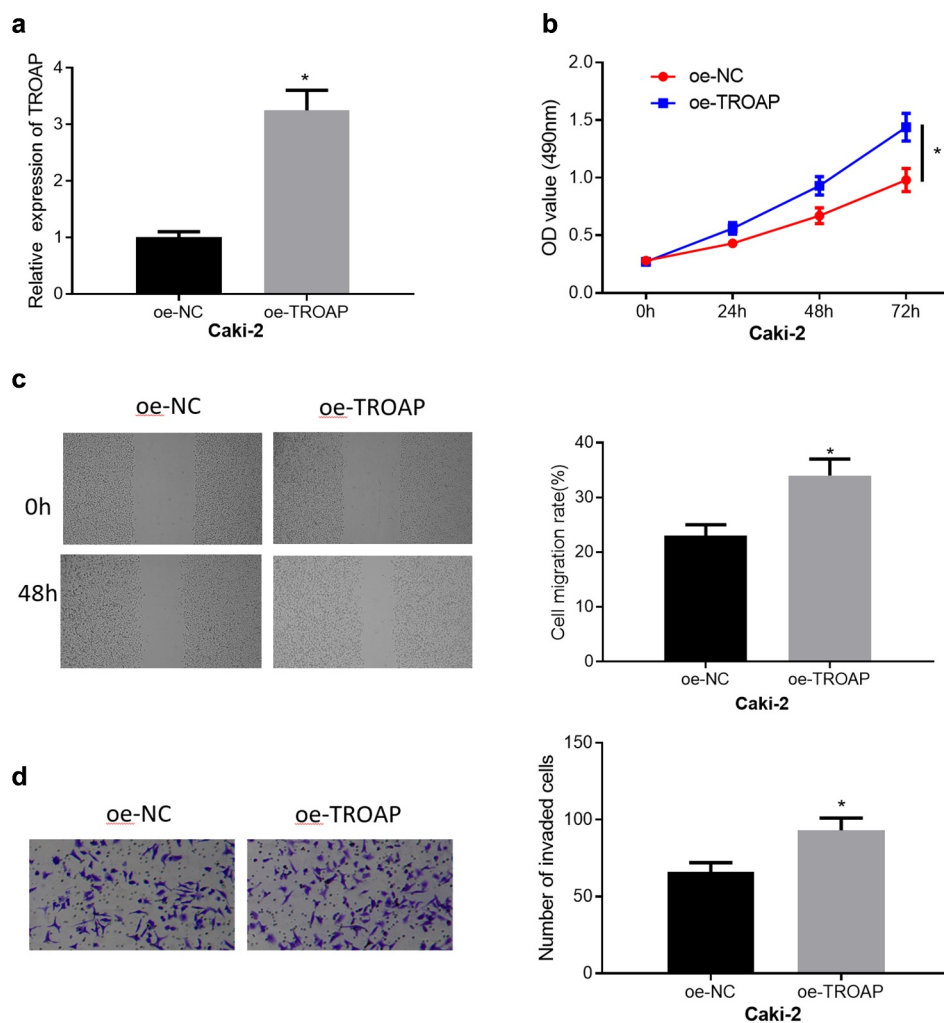 a
Relative expression of TROAP
4
3
2
1
0
*
oe-NC
oe-TROAP
Caki-2
b
OD value (490nm)
2.0
1.5
1.0
0.5
0.0
oe-NC
oe-TROAP
*
0h
24h
48h
72h
Caki-2
c
oe-NC
oe-TROAP
0h
48h
Cell migration rate(%)
40
30
20
10
0
*
oe-NC
oe-TROAP
Caki-2
d
oe-NC
oe-TROAP
Number of invaded cells
150
100
50
0
*
oe-NC
oe-TROAP
Caki-2